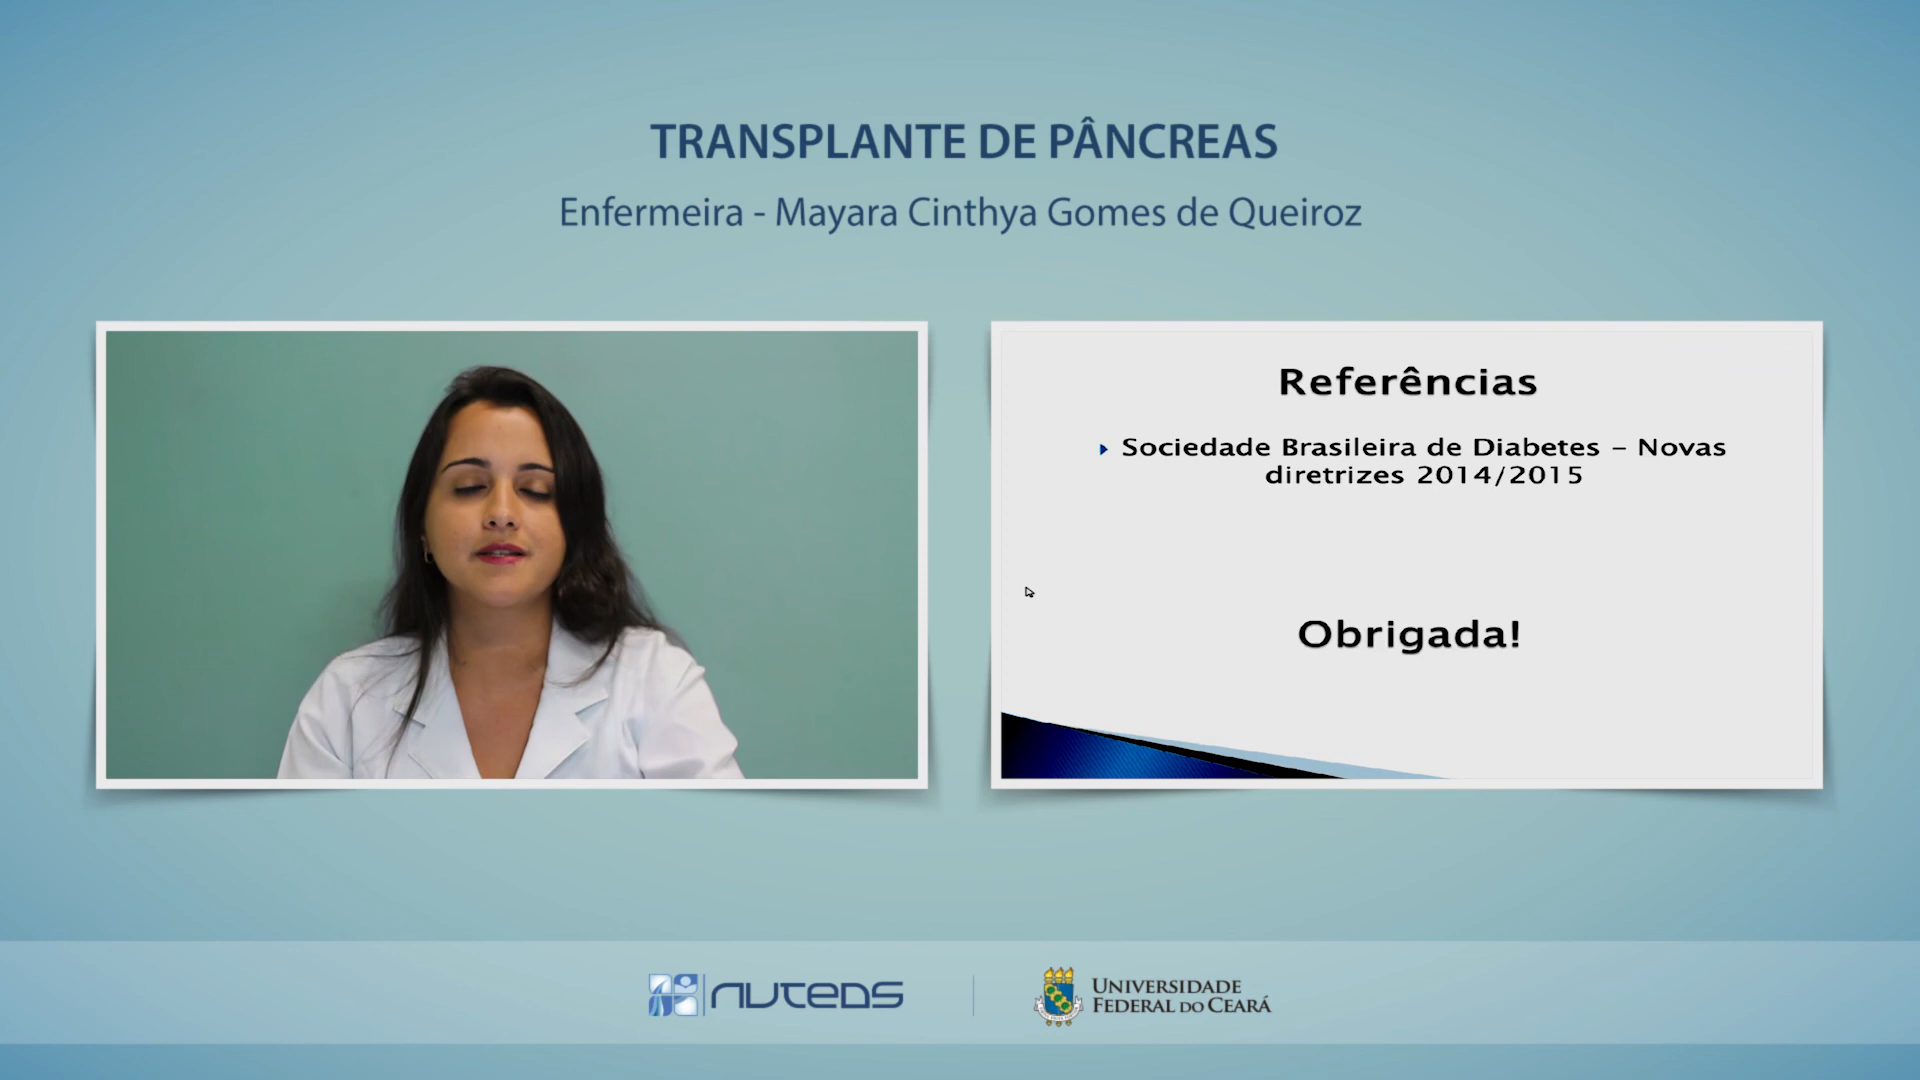 TRANSPLANTE DE PÂNCREAS
Enfermeira - Mayara Cinthya Gomes de Queiroz
Referências
Sociedade Brasileira de Diabetes – Novas
diretrizes 2014/2015
Obrigada!
NUTEDS
UNIVERSIDADE
FEDERAL DO CEARÁ